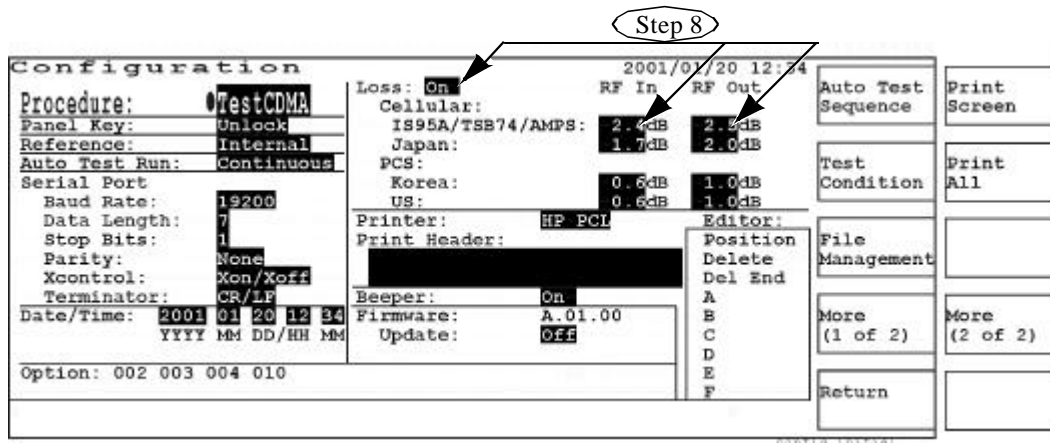 Step 8
Configuration
2001/01/20 12:34
Procedure: TestCDMA
Panel Key: Unlock
Reference: Internal
Auto Test Run: Continuous
Serial Port
Baud Rate: 19200
Data Length: 7
Stop Bits: 1
Parity: None
Xcontrol: Xon/Xoff
Terminator: CR/LF
Date/Time: 2001 01 20 12 34
YYYY MM DD/HH MM
Loss: On RF In RF Out
Cellular:
IS95A/TSB74/AMPS: 2.4dB 2.5dB
Japan: 1.7dB 2.0dB
PCS:
Korea: 0.6dB 1.0dB
US: 0.6dB 1.0dB
Printer: HP PCL
Print Header:
Beeper: On
Firmware: A.01.00
Update: Off
Editor:
Position
Delete
Del End
A
B
C
D
E
F
Option: 002 003 004 010
Auto Test Sequence
Test Condition
File Management
More (1 of 2)
Return
Print Screen
Print All
More (2 of 2)